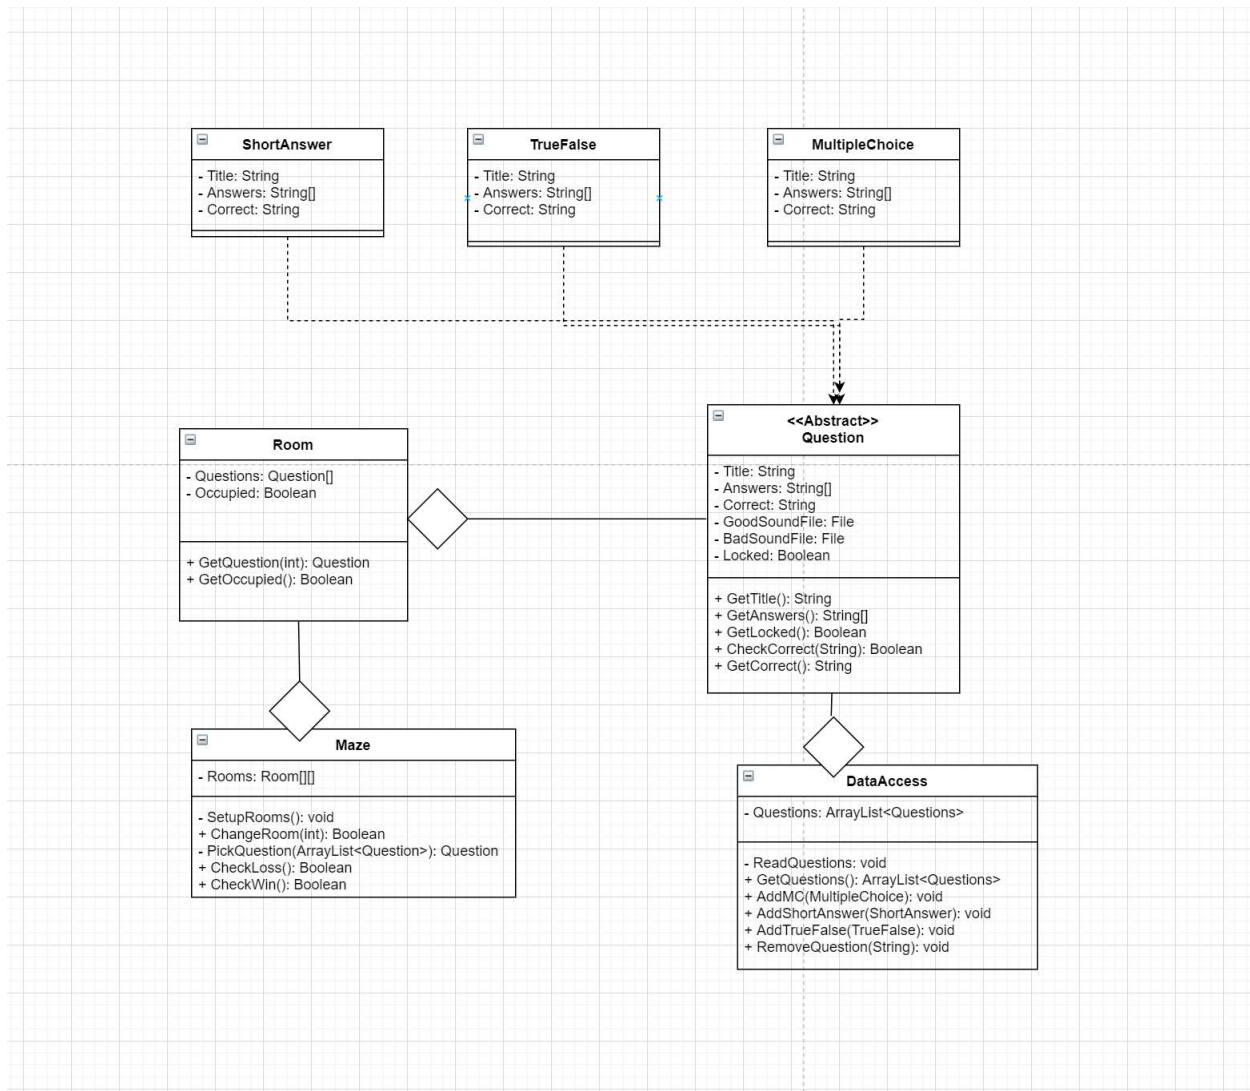 ShortAnswer
- Title: String
- Answers: String[]
- Correct: String
TrueFalse
- Title: String
- Answers: String[]
- Correct: String
MultipleChoice
- Title: String
- Answers: String[]
- Correct: String
Room
- Questions: Question[]
- Occupied: Boolean
+ GetQuestion(int): Question
+ GetOccupied(): Boolean
<<Abstract>>
Question
- Title: String
- Answers: String[]
- Correct: String
- GoodSoundFile: File
- BadSoundFile: File
- Locked: Boolean
+ GetTitle(): String
+ GetAnswers(): String[]
+ GetLocked(): Boolean
+ CheckCorrect(String): Boolean
+ GetCorrect(): String
Maze
- Rooms: Room[][]
- SetupRooms(): void
+ ChangeRoom(int): Boolean
- PickQuestion(ArrayList<Question>): Question
+ CheckLoss(): Boolean
+ CheckWin(): Boolean
DataAccess
- Questions: ArrayList<Questions>
- ReadQuestions: void
+ GetQuestions(): ArrayList<Questions>
+ AddMC(MultipleChoice): void
+ AddShortAnswer(ShortAnswer): void
+ AddTrueFalse(TrueFalse): void
+ RemoveQuestion(String): void